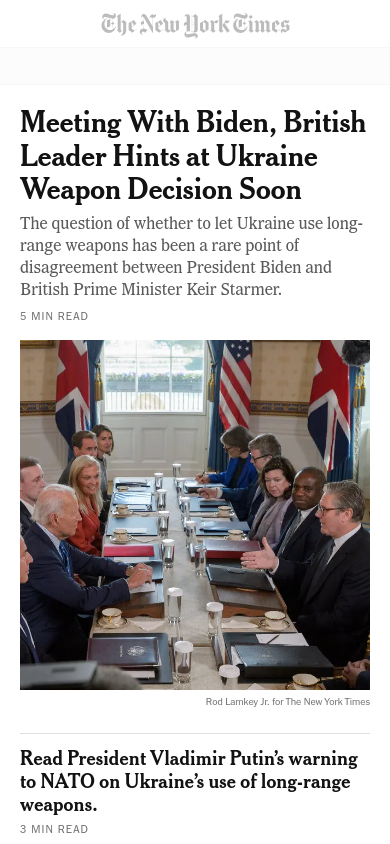 The New York Times
Meeting With Biden, British
Leader Hints at Ukraine
Weapon Decision Soon
The question of whether to let Ukraine use long-
range weapons has been a rare point of
disagreement between President Biden and
British Prime Minister Keir Starmer.
5 MIN READ
Rod Lamkey Jr. for The New York Times
Read President Vladimir Putin’s warning
to NATO on Ukraine’s use of long-range
weapons.
3 MIN READ